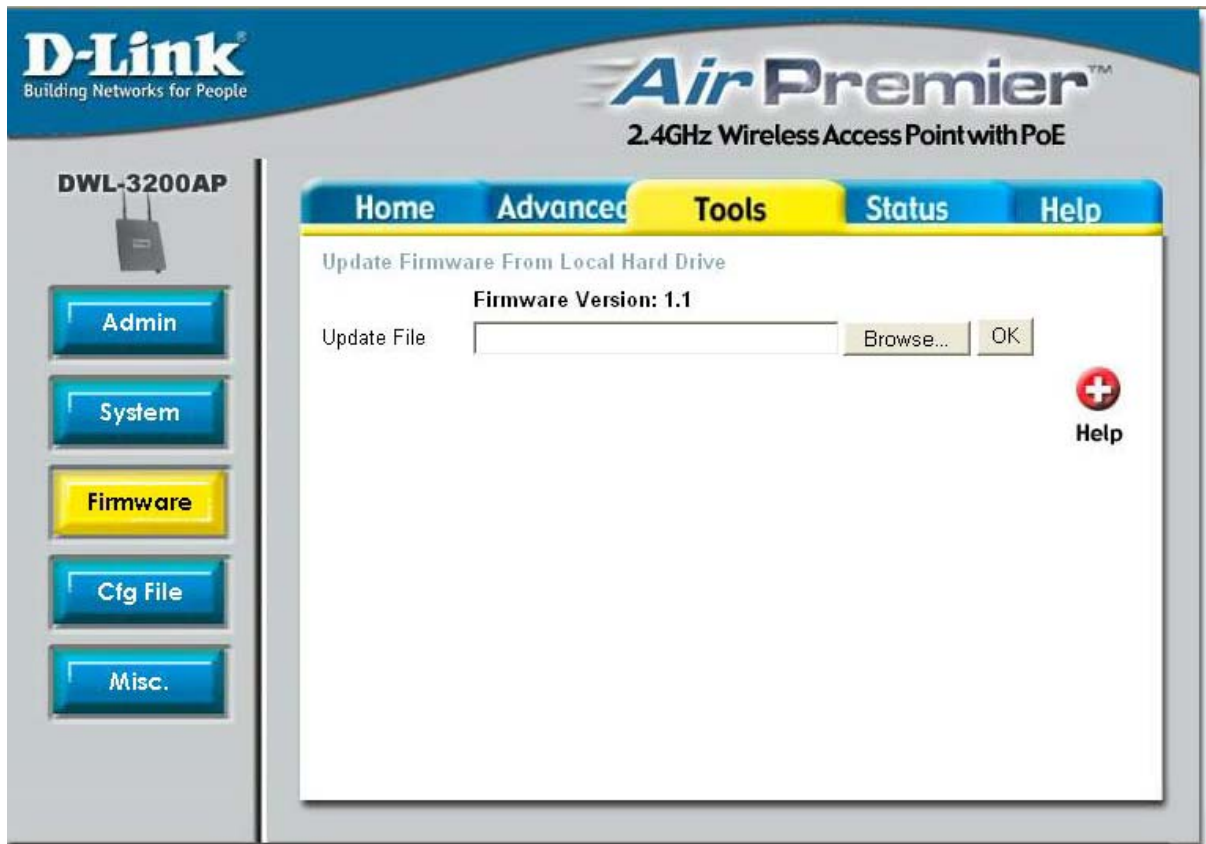 D-Link®
Building Networks for People
Air Premier™
2.4GHz Wireless Access Point with PoE
DWL-3200AP
Home Advanced Tools Status Help
Update Firmware From Local Hard Drive
Firmware Version: 1.1
Update File Browse... OK
Help
Admin
System
Firmware
Cfg File
Misc.